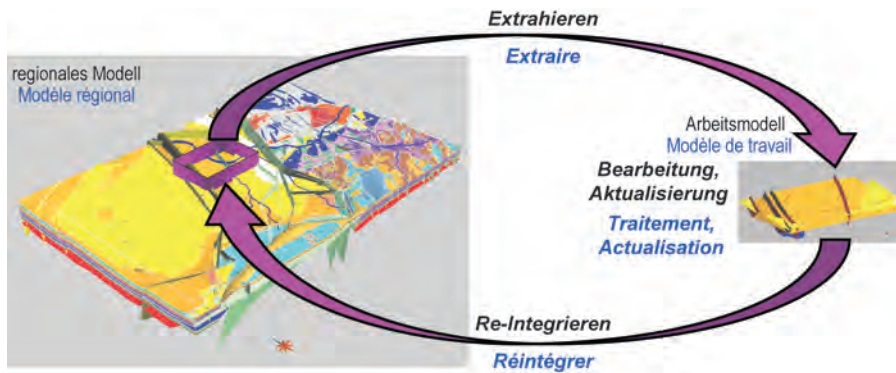 Extrahieren
Extraire
regionales Modell
Modèle régional
Arbeitsmodell
Modèle de travail
Bearbeitung,
Aktualisierung
Traitement,
Actualisation
Re-Integrieren
Réintégrer